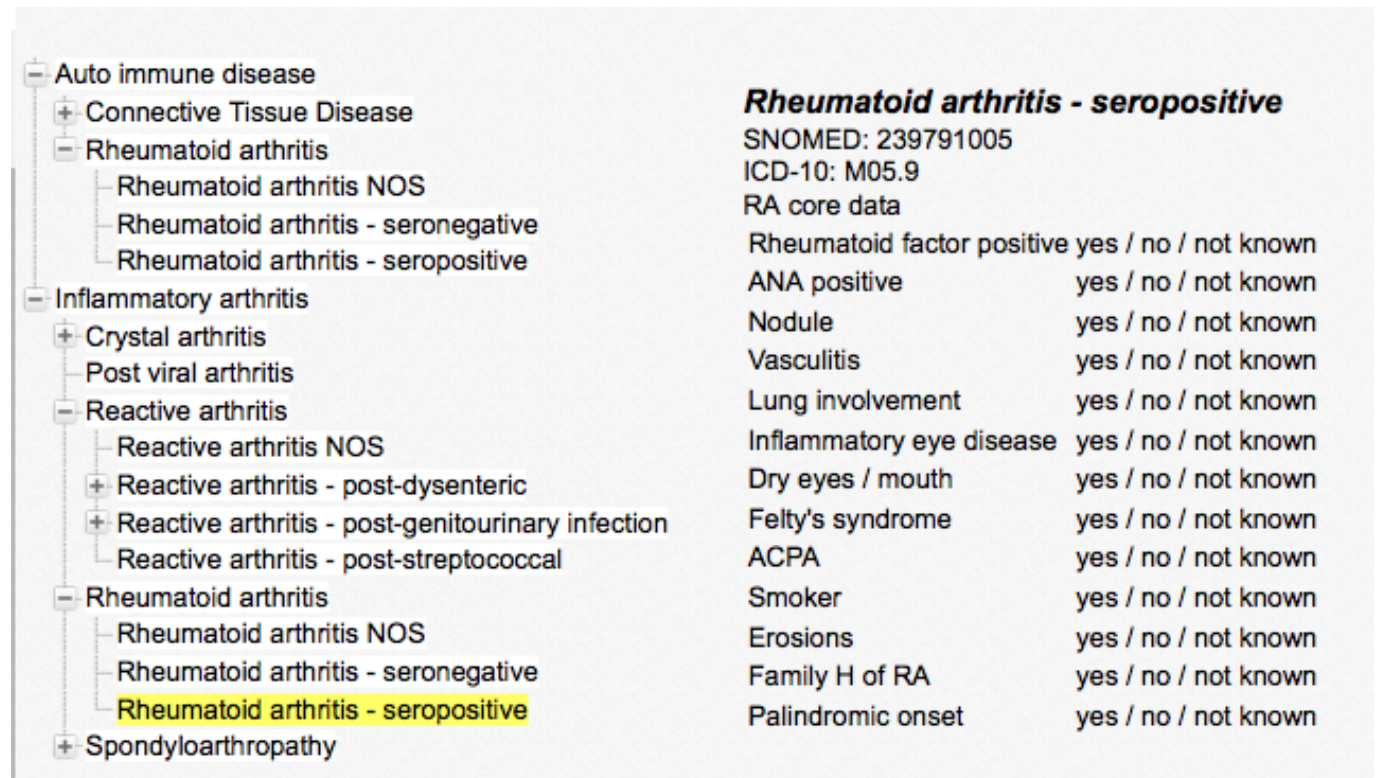 Auto immune disease
Connective Tissue Disease
Rheumatoid arthritis
Rheumatoid arthritis NOS
Rheumatoid arthritis - seronegative
Rheumatoid arthritis - seropositive
Inflammatory arthritis
Crystal arthritis
Post viral arthritis
Reactive arthritis
Reactive arthritis NOS
Reactive arthritis - post-dysenteric
Reactive arthritis - post-genitourinary infection
Reactive arthritis - post-streptococcal
Rheumatoid arthritis
Rheumatoid arthritis NOS
Rheumatoid arthritis - seronegative
Rheumatoid arthritis - seropositive
Spondyloarthropathy
Rheumatoid arthritis - seropositive
SNOMED: 239791005
ICD-10: M05.9
RA core data
Rheumatoid factor positive yes / no / not known
ANA positive yes / no / not known
Nodule yes / no / not known
Vasculitis yes / no / not known
Lung involvement yes / no / not known
Inflammatory eye disease yes / no / not known
Dry eyes / mouth yes / no / not known
Felty's syndrome yes / no / not known
ACPA yes / no / not known
Smoker yes / no / not known
Erosions yes / no / not known
Family H of RA yes / no / not known
Palindromic onset yes / no / not known